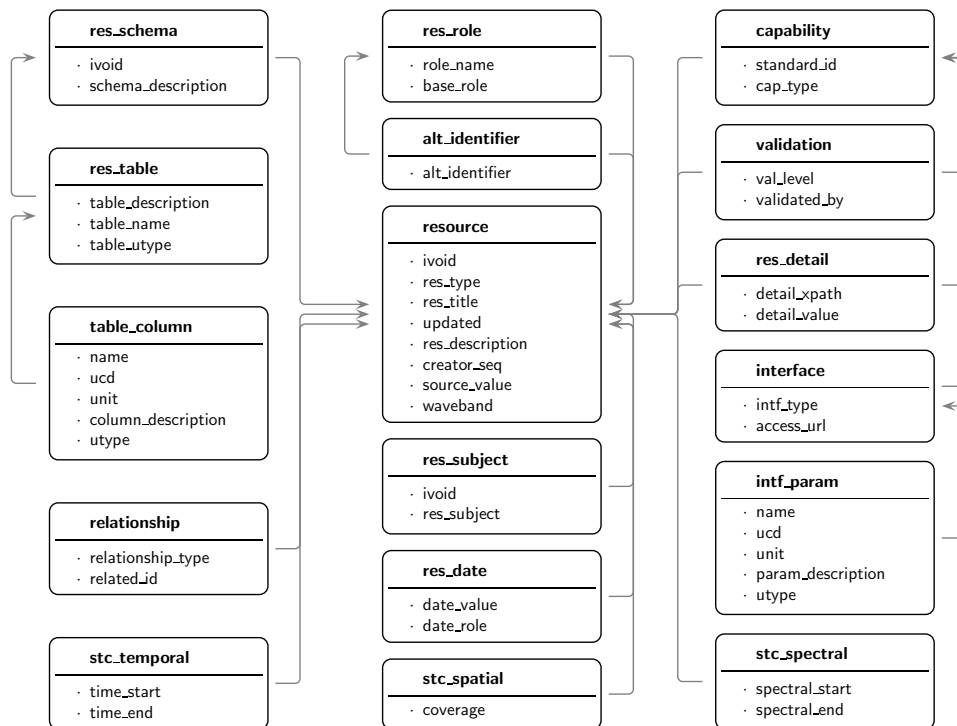 res_schema
· ivoid
· schema_description
res_table
· table_description
· table_name
· table_utype
table_column
· name
· ucd
· unit
· column_description
· utype
relationship
· relationship_type
· related_id
stc_temporal
· time_start
· time_end
res_role
· role_name
· base_role
alt_identifier
· alt_identifier
resource
· ivoid
· res_type
· res_title
· updated
· res_description
· creator_seq
· source_value
· waveband
res_subject
· ivoid
· res_subject
res_date
· date_value
· date_role
stc_spatial
· coverage
capability
· standard_id
· cap_type
validation
· val_level
· validated_by
res_detail
· detail_xpath
· detail_value
interface
· intf_type
· access_url
intf_param
· name
· ucd
· unit
· param_description
· utype
stc_spectral
· spectral_start
· spectral_end